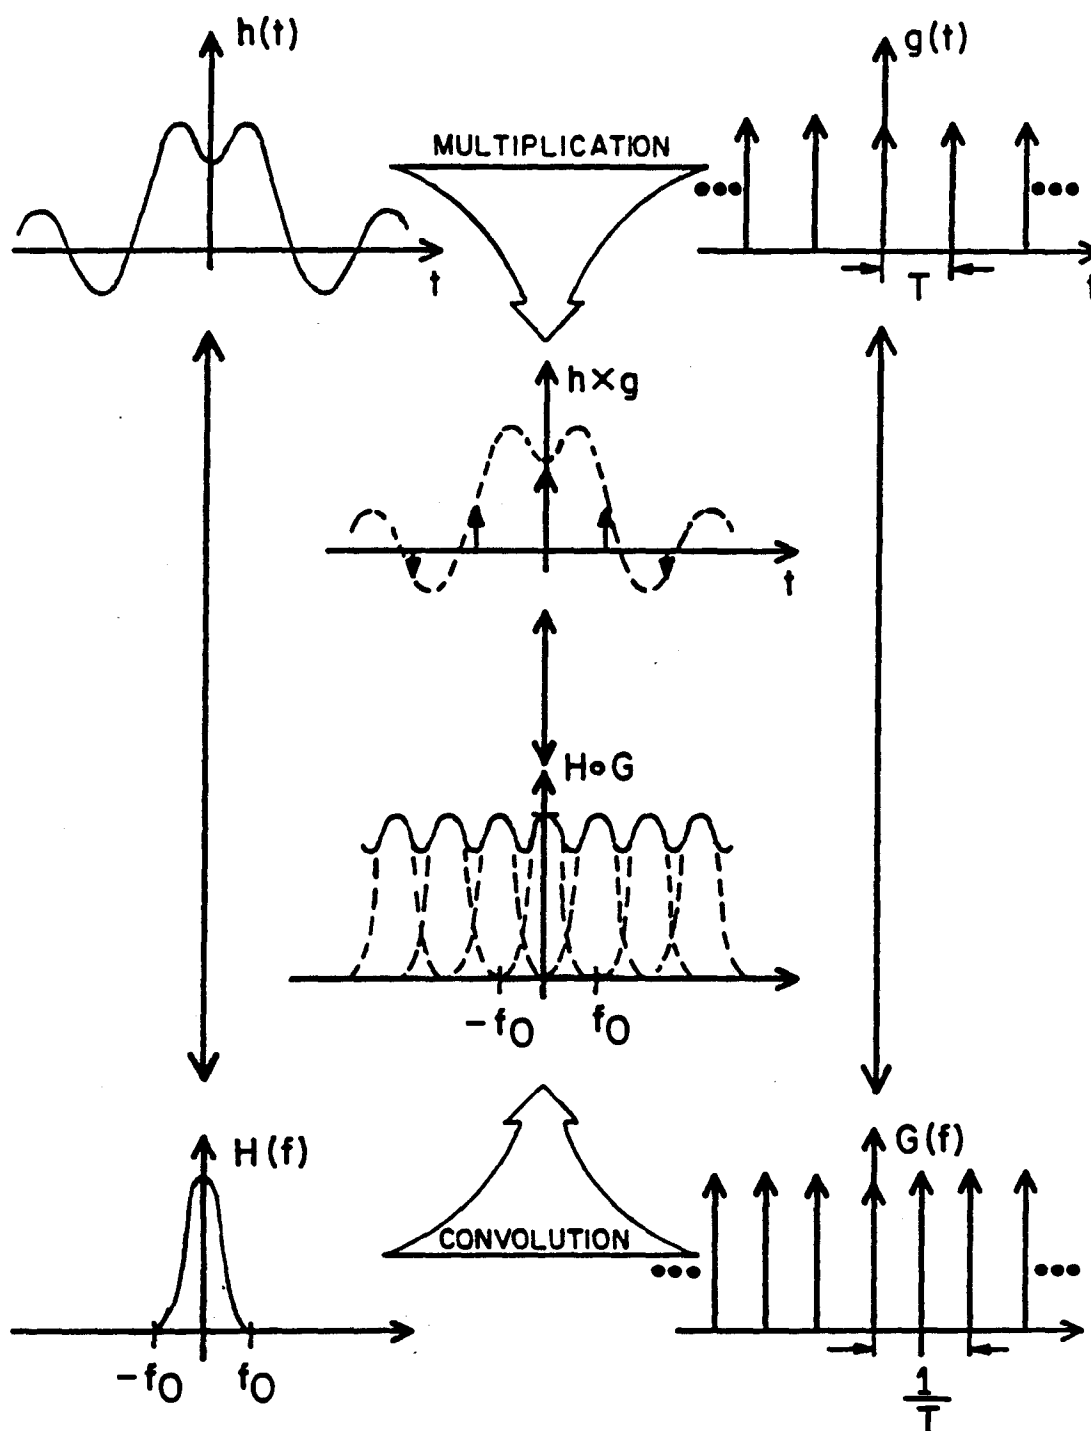 h(t)
g(t)
MULTIPLICATION
•••
•••
t
T
t
h×g
t
H∘G
-f0
f0
H(f)
G(f)
CONVOLUTION
•••
•••
-f0
f0
1
T